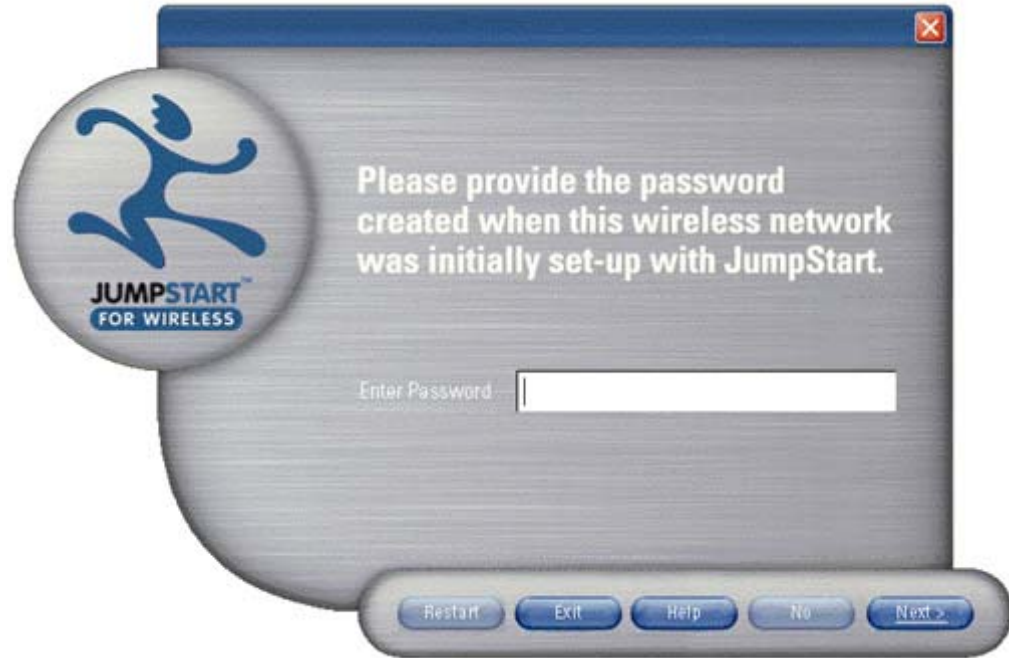 Please provide the password
created when this wireless network
was initially set-up with JumpStart.
JUMPSTART™
FOR WIRELESS
Enter Password
Restart
Exit
Help
No
Next >